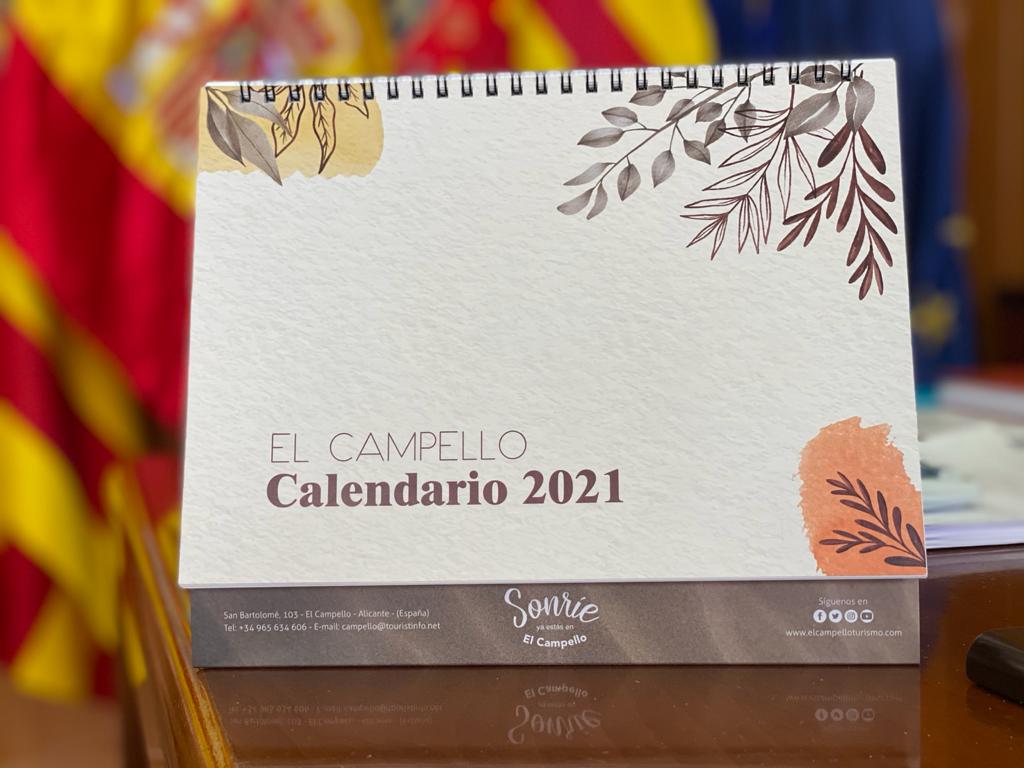 EL CAMPELLO
Calendario 2021
San Bartolomé, 103 - El Campello - Alicante - (España)
Tel: +34 965 634 606 - E-mail: campello@touristinfo.net
Sonríe
ya estás en
El Campello
Síguenos en
www.elcampelloturismo.com